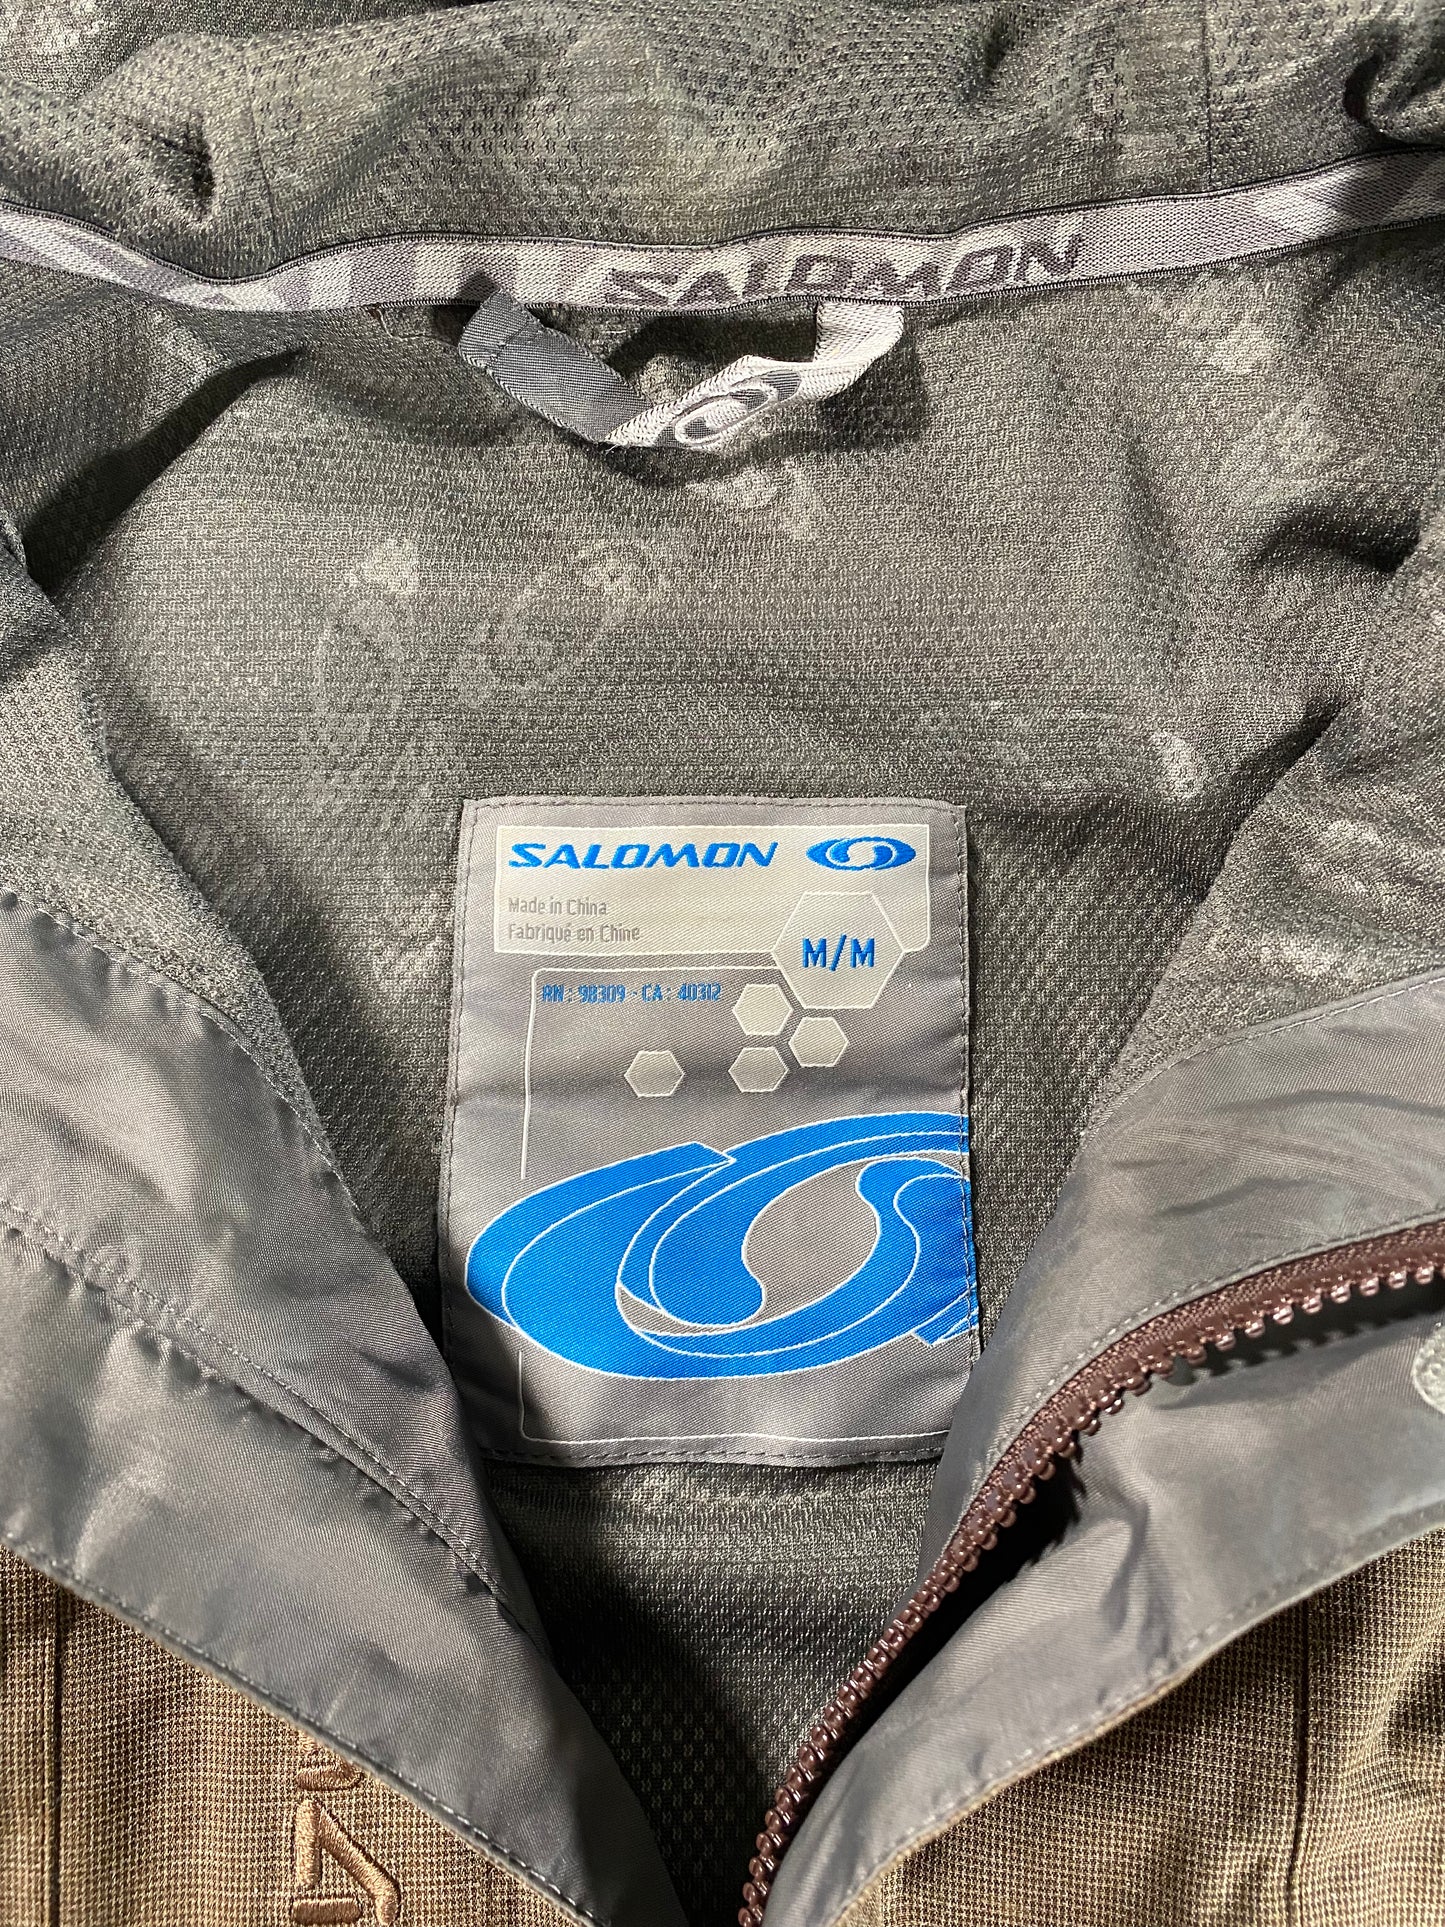 SALOMON
SALOMON
Made in China
Fabriqué en Chine
M/M
RN : 98309 - CA : 40312